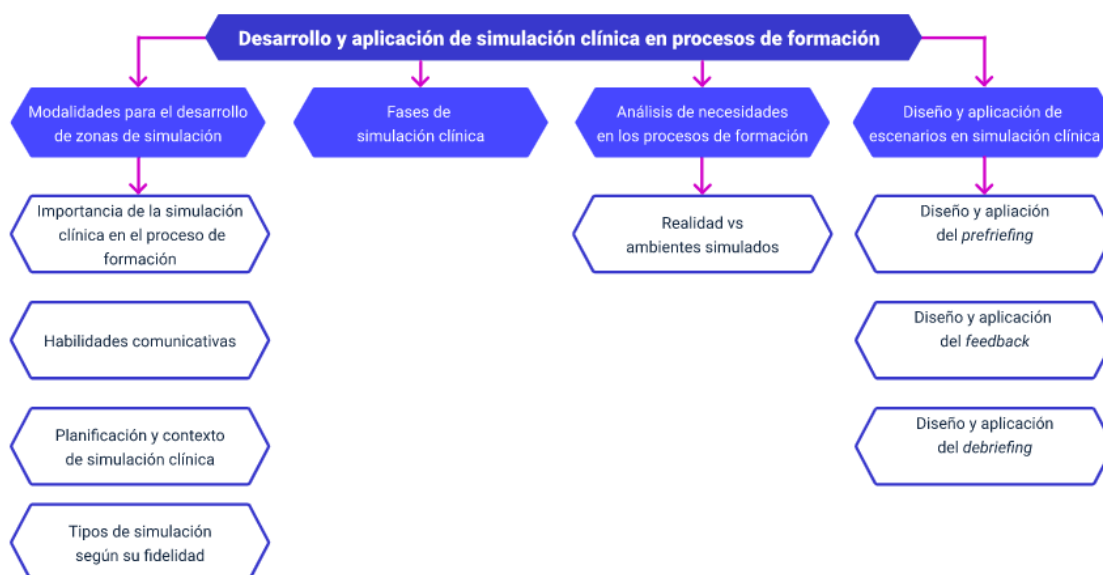 Desarrollo y aplicación de simulación clínica en procesos de formación
Modalidades para el desarrollo
de zonas de simulación
Fases de
simulación clínica
Análisis de necesidades
en los procesos de formación
Diseño y aplicación de
escenarios en simulación clínica
Importancia de la simulación
clínica en el proceso de
formación
Realidad vs
ambientes simulados
Diseño y apliación
del prefriefing
Habilidades comunicativas
Diseño y aplicación
del feedback
Planificación y contexto
de simulación clínica
Diseño y aplicación
del debriefing
Tipos de simulación
según su fidelidad